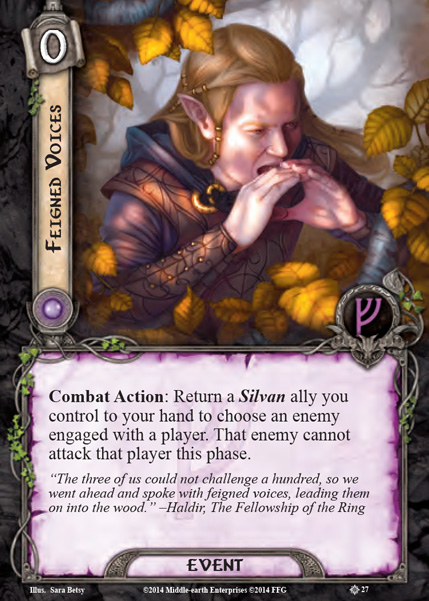 0
Feigned Voices
Combat Action: Return a Silvan ally you
control to your hand to choose an enemy
engaged with a player. That enemy cannot
attack that player this phase.
“The three of us could not challenge a hundred, so we
went ahead and spoke with feigned voices, leading them
on into the wood.” –Haldir, The Fellowship of the Ring
EVENT
Illus. Sara Betsy ©2014 Middle-earth Enterprises ©2014 FFG 27